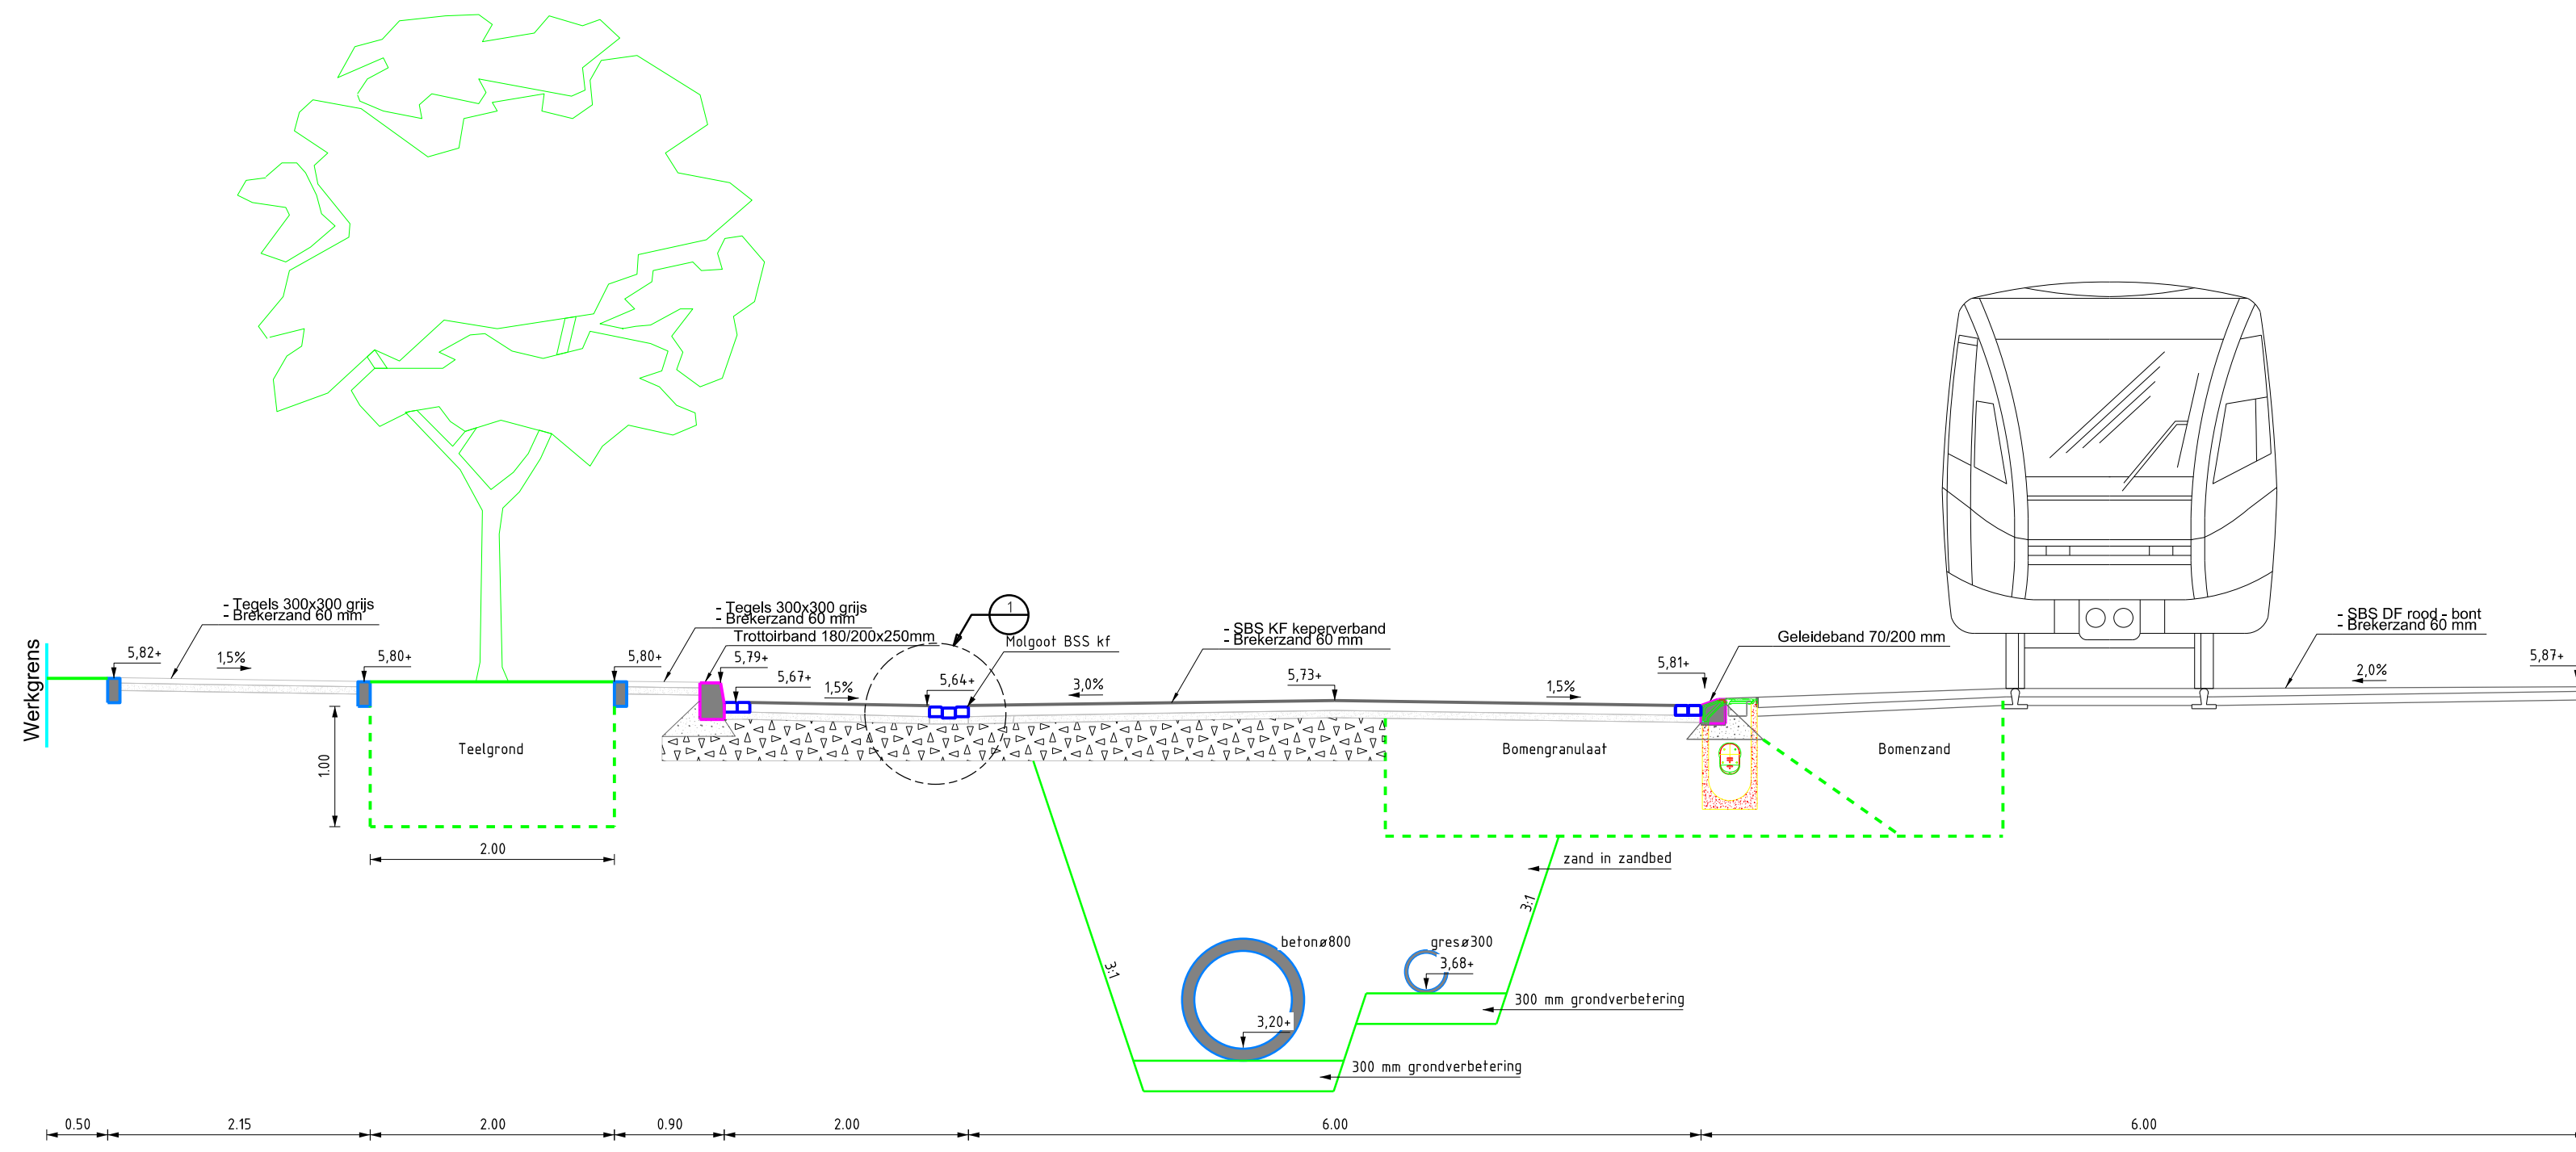 Werkgrens
- Tegels 300x300 grijs
- Brekerzand 60 mm
5,82+
1,5%
5,80+
5,80+
- Tegels 300x300 grijs
- Brekerzand 60 mm
Trottoirband 180/200x250mm
5,79+
5,67+
1,5%
1
Molgoot BSS kf
5,64+
3,0%
- SBS KF keperverband
- Brekerzand 60 mm
5,73+
1,5%
5,81+
Geleideband 70/200 mm
- SBS DF rood - bont
- Brekerzand 60 mm
2,0%
5,87+
Teelgrond
1.00
2.00
Bomengranulaat
Bomenzand
zand in zandbed
3:1
3:1
betonø800
gresø300
3,68+
3,20+
300 mm grondverbetering
300 mm grondverbetering
0.50
2.15
2.00
0.90
2.00
6.00
6.00